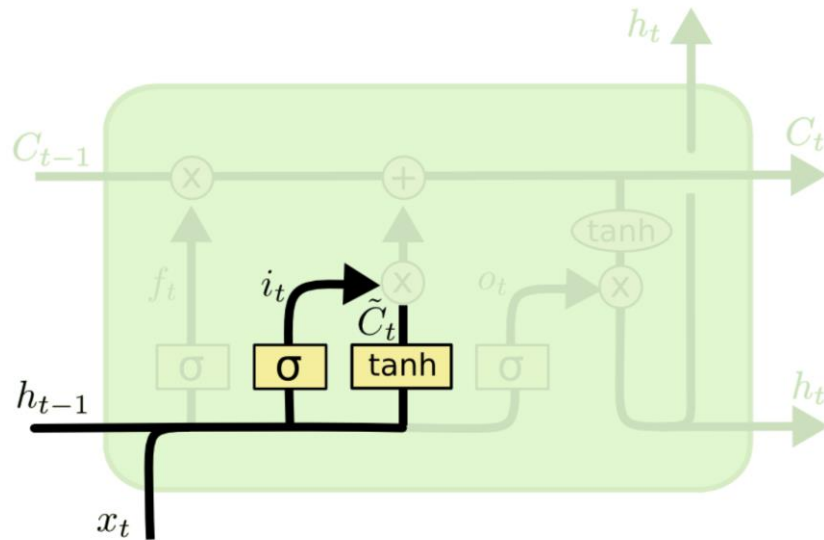 h_t
C_{t-1} x + C_t
tanh
f_t i_t x o_t x
C̃_t
σ σ tanh σ
h_{t-1} h_t
x_t